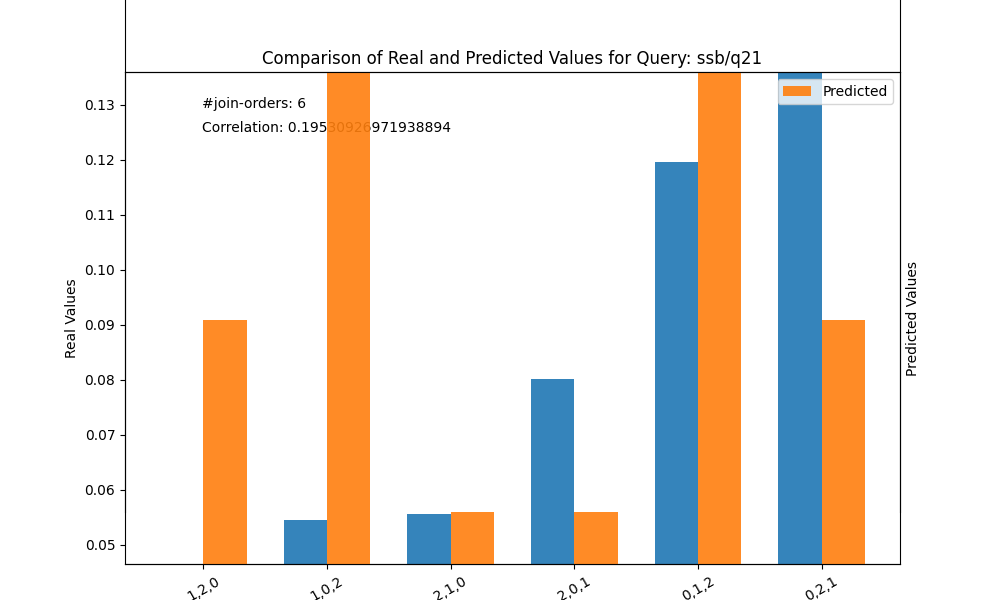 Comparison of Real and Predicted Values for Query: ssb/q21
Predicted
#join-orders: 6
Correlation: 0.19530926971938894
0.13
0.12
0.11
0.10
0.09
0.08
0.07
0.06
0.05
Real Values
Predicted Values
1,2,0
1,0,2
2,1,0
2,0,1
0,1,2
0,2,1